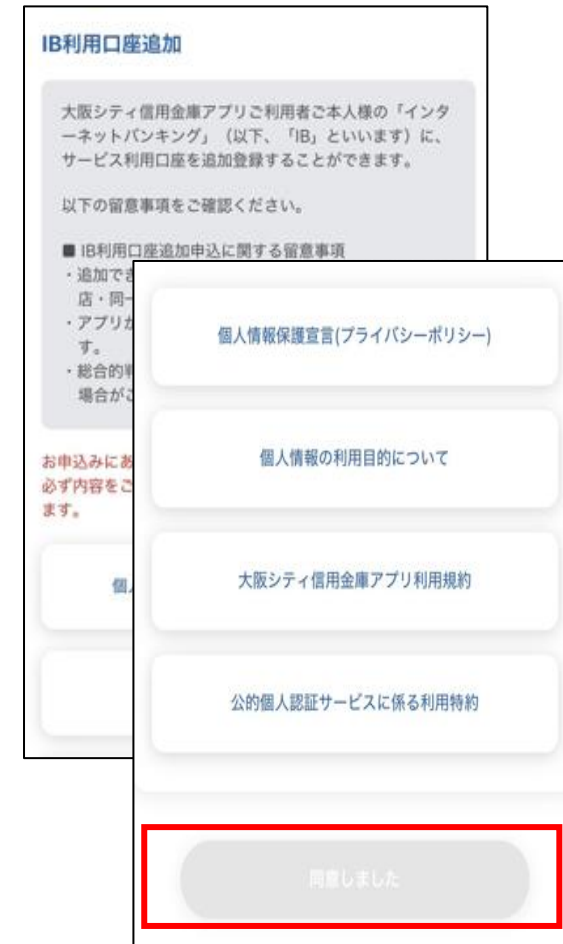 IB利用口座追加
大阪シティ信用金庫アプリご利用者ご本人様の「インタ
ーネットバンキング」（以下、「IB」といいます）に、
サービス利用口座を追加登録することができます。
以下の留意事項をご確認ください。
■ IB利用口座追加申込に関する留意事項
・追加でき
店・同一
・アプリか
す。
・総合的判
場合がご
お申込みにあ
必ず内容をご
ます。
個人
個人情報保護宣言(プライバシーポリシー)
個人情報の利用目的について
大阪シティ信用金庫アプリ利用規約
公的個人認証サービスに係る利用特約
同意しました